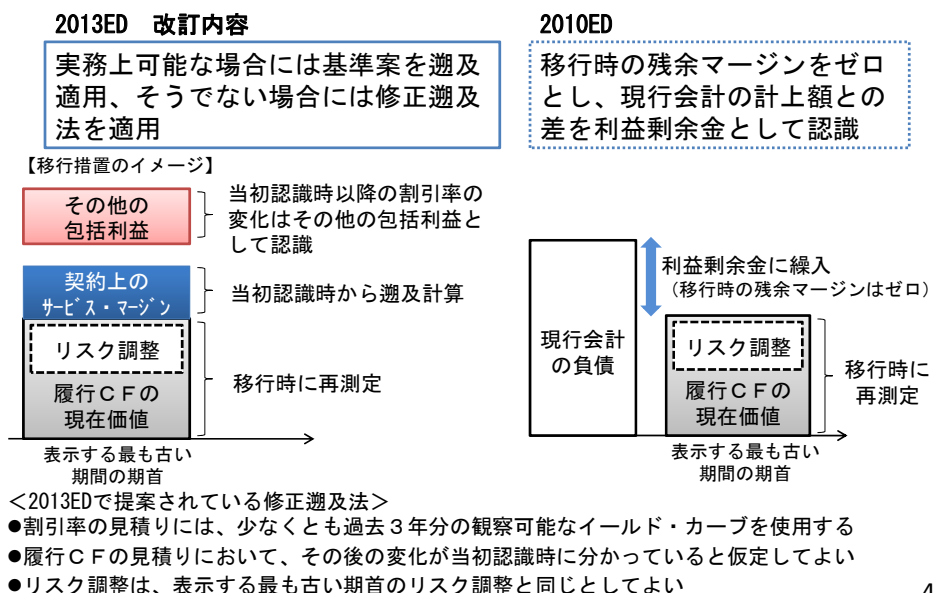 2013ED 改訂内容
実務上可能な場合には基準案を遡及
適用、そうでない場合には修正遡及
法を適用
2010ED
移行時の残余マージンをゼロ
とし、現行会計の計上額との
差を利益剰余金として認識
【移行措置のイメージ】
その他の
包括利益
当初認識時以降の割引率の
変化はその他の包括利益と
して認識
契約上の
ｻｰﾋﾞｽ・ﾏｰｼﾞﾝ
当初認識時から遡及計算
リスク調整
履行ＣＦの
現在価値
移行時に再測定
表示する最も古い
期間の期首
現行会計
の負債
利益剰余金に繰入
（移行時の残余マージンはゼロ）
リスク調整
履行ＣＦの
現在価値
移行時に
再測定
表示する最も古い
期間の期首
＜2013EDで提案されている修正遡及法＞
●割引率の見積りには、少なくとも過去３年分の観察可能なイールド・カーブを使用する
●履行ＣＦの見積りにおいて、その後の変化が当初認識時に分かっていると仮定してよい
●リスク調整は、表示する最も古い期首のリスク調整と同じとしてよい
4